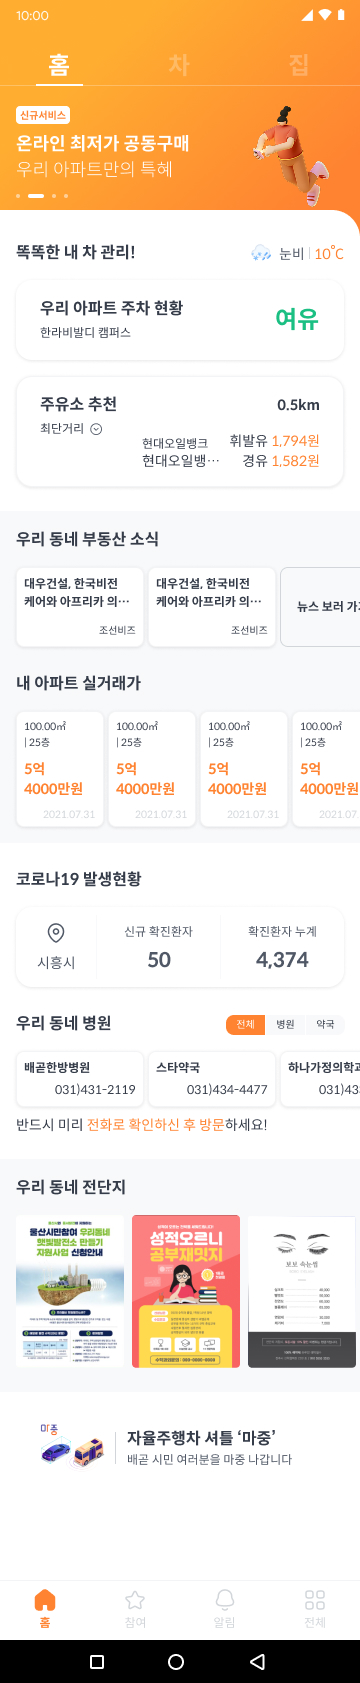 10:00
홈
차
집
신규서비스
온라인 최저가 공동구매
우리 아파트만의 특혜
똑똑한 내 차 관리!
눈비 | 10°C
우리 아파트 주차 현황
한라비발디 캠퍼스
여유
주유소 추천
0.5km
최단거리
현대오일뱅크
휘발유 1,794원
현대오일뱅…
경유 1,582원
우리 동네 부동산 소식
대우건설, 한국비전
케어와 아프리카 의…
조선비즈
대우건설, 한국비전
케어와 아프리카 의…
조선비즈
뉴스 보러 가
내 아파트 실거래가
100.00㎡
| 25층
5억
4000만원
2021.07.31
100.00㎡
| 25층
5억
4000만원
2021.07.31
100.00㎡
| 25층
5억
4000만원
2021.07.31
100.00㎡
| 25층
5억
4000만원
2021.07.
코로나19 발생현황
시흥시
신규 확진환자
50
확진환자 누계
4,374
우리 동네 병원
전체
병원
약국
배곧한방병원
031)431-2119
스타약국
031)434-4477
하나가정의학과
031)433
반드시 미리 전화로 확인하신 후 방문하세요!
우리 동네 전단지
울산시민참여 우리동네
햇빛발전소 만들기
지원사업 신청안내
성적오르니
공부재밋지
보보 속눈썹
마중
자율주행차 셔틀 ‘마중’
배곧 시민 여러분을 마중 나갑니다
홈
참여
알림
전체